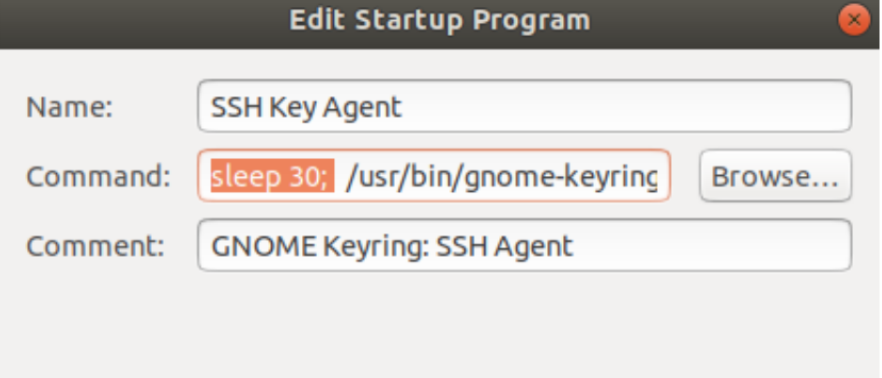 Edit Startup Program
Name: SSH Key Agent
Command: sleep 30; /usr/bin/gnome-keyring Browse...
Comment: GNOME Keyring: SSH Agent